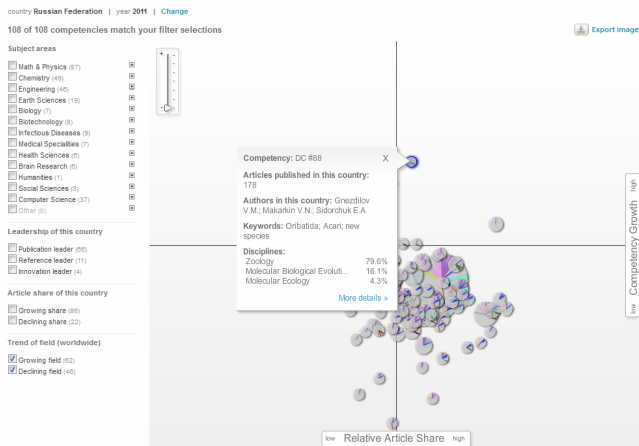 country Russian Federation | year 2011 | Change
108 of 108 competencies match your filter selections
Export image
Subject areas
Math & Physics (87)
Chemistry (49)
Engineering (46)
Earth Sciences (19)
Biology (7)
Biotechnology (8)
Infectious Diseases (9)
Medical Specialities (7)
Health Sciences (6)
Brain Research (6)
Humanities (1)
Social Sciences (3)
Computer Science (37)
Other (8)
Leadership of this country
Publication leader (66)
Reference leader (11)
Innovation leader (4)
Article share of this country
Growing share (86)
Declining share (22)
Trend of field (worldwide)
Growing field (62)
Declining field (46)
Competency: DC #88 X
Articles published in this country:
178
Authors in this country: Gnezdilov
V.M.; Makarkin V.N.; Sidorchuk E.A.
Keywords: Oribatida; Acari; new
species
Disciplines:
Zoology 79.6%
Molecular Biological Evoluti... 16.1%
Molecular Ecology 4.3%
More details »
low Competency Growth high
low Relative Article Share high